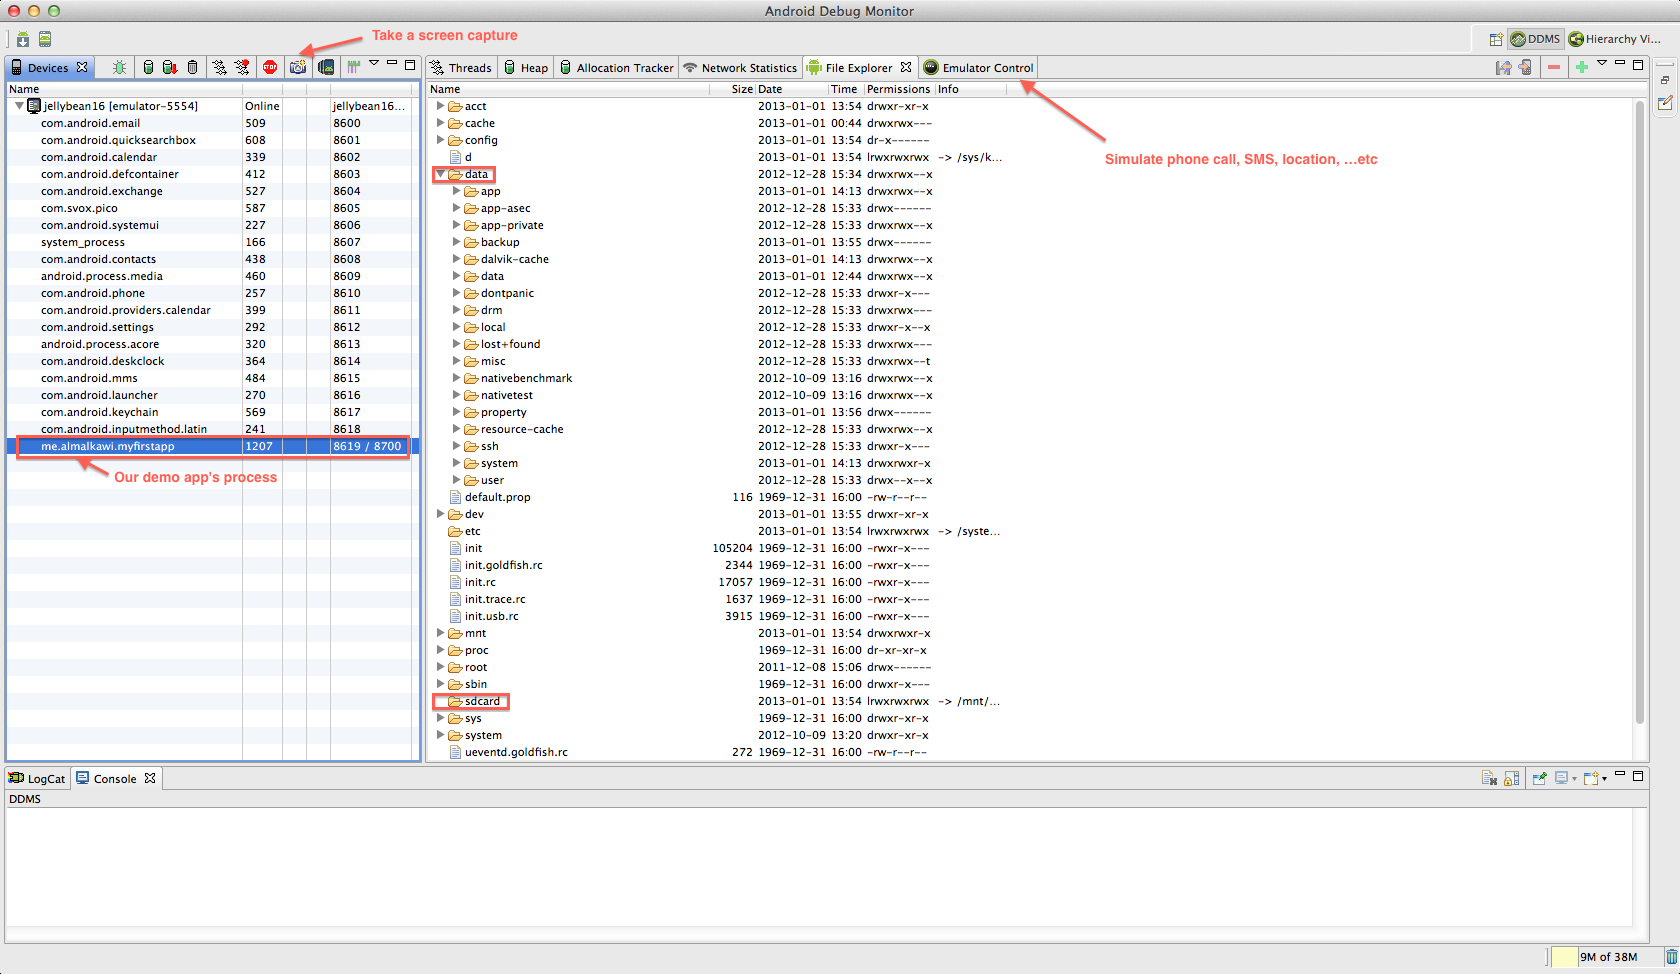 Android Debug Monitor
Take a screen capture
DDMS Hierarchy Vi...
Devices
Threads Heap Allocation Tracker Network Statistics File Explorer Emulator Control
Name
jellybean16 [emulator-5554] Online jellybean16...
com.android.email 509 8600
com.android.quicksearchbox 608 8601
com.android.calendar 339 8602
com.android.defcontainer 412 8603
com.android.exchange 527 8604
com.svox.pico 587 8605
com.android.systemui 227 8606
system_process 166 8607
com.android.contacts 438 8608
android.process.media 460 8609
com.android.phone 257 8610
com.android.providers.calendar 399 8611
com.android.settings 292 8612
android.process.acore 320 8613
com.android.deskclock 364 8614
com.android.mms 484 8615
com.android.launcher 270 8616
com.android.keychain 569 8617
com.android.inputmethod.latin 241 8618
me.almalkawi.myfirstapp 1207 8619 / 8700
Our demo app's process
Name Size Date Time Permissions Info
acct 2013-01-01 13:54 drwxr-xr-x
cache 2013-01-01 00:44 drwxrwx---
config 2013-01-01 13:54 dr-x------
d 2013-01-01 13:54 lrwxrwxrwx -> /sys/k...
data 2012-12-28 15:34 drwxrwx--x
app 2013-01-01 14:13 drwxrwx--x
app-asec 2012-12-28 15:33 drwx------
app-private 2012-12-28 15:33 drwxrwx--x
backup 2013-01-01 13:55 drwx------
dalvik-cache 2013-01-01 14:13 drwxrwx--x
data 2013-01-01 12:44 drwxrwx--x
dontpanic 2012-12-28 15:33 drwxr-x---
drm 2012-12-28 15:33 drwxrwx---
local 2012-12-28 15:33 drwxr-x--x
lost+found 2012-12-28 15:33 drwxrwx---
misc 2012-12-28 15:33 drwxrwx--t
nativebenchmark 2012-10-09 13:16 drwxrwx--x
nativetest 2012-10-09 13:16 drwxrwx--x
property 2013-01-01 13:56 drwx------
resource-cache 2012-12-28 15:33 drwxrwx--x
ssh 2012-12-28 15:33 drwxr-x---
system 2013-01-01 14:13 drwxrwxr-x
user 2012-12-28 15:33 drwx--x--x
default.prop 116 1969-12-31 16:00 -rw-r--r--
dev 2013-01-01 13:55 drwxr-xr-x
etc 2013-01-01 13:54 lrwxrwxrwx -> /syste...
init 105204 1969-12-31 16:00 -rwxr-x---
init.goldfish.rc 2344 1969-12-31 16:00 -rwxr-x---
init.rc 17057 1969-12-31 16:00 -rwxr-x---
init.trace.rc 1637 1969-12-31 16:00 -rwxr-x---
init.usb.rc 3915 1969-12-31 16:00 -rwxr-x---
mnt 2013-01-01 13:54 drwxrwxr-x
proc 1969-12-31 16:00 dr-xr-xr-x
root 2011-12-08 15:06 drwx------
sbin 1969-12-31 16:00 drwxr-x---
sdcard 2013-01-01 13:54 lrwxrwxrwx -> /mnt/...
sys 1969-12-31 16:00 drwxr-xr-x
system 2012-10-09 13:20 drwxr-xr-x
ueventd.goldfish.rc 272 1969-12-31 16:00 -rw-r--r--
Simulate phone call, SMS, location, ...etc
LogCat Console
DDMS
9M of 38M